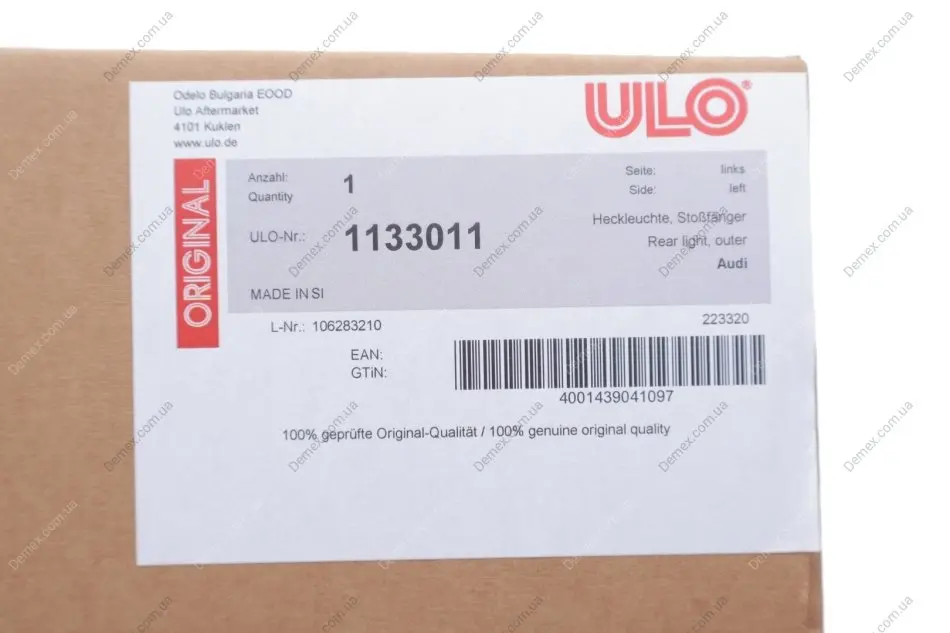 Odelo Bulgaria EOOD
Ulo Aftermarket
4101 Kuklen
www.ulo.de
ULO®
ORIGINAL
Anzahl: 1
Quantity
Seite: links
Side: left
ULO-Nr.: 1133011
Heckleuchte, Stoßfänger
Rear light, outer
Audi
MADE IN SI
L-Nr.: 106283210
223320
EAN:
GTiN:
4001439041097
100% geprüfte Original-Qualität / 100% genuine original quality
Demex.com.ua